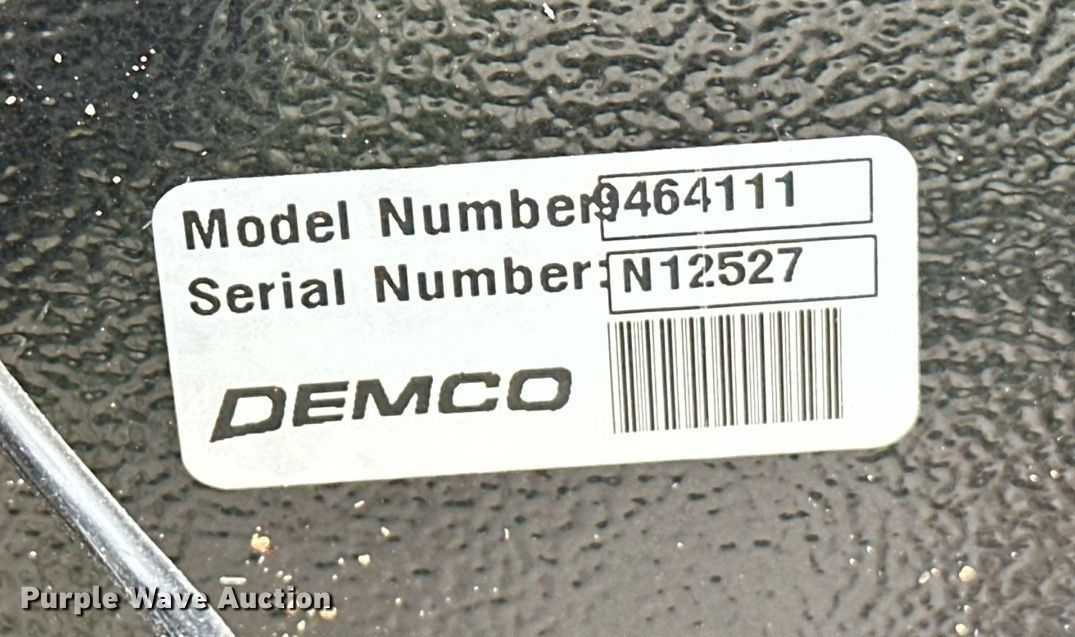 Model Number: 9464111
Serial Number: N12527
DEMCO
Purple Wave Auction